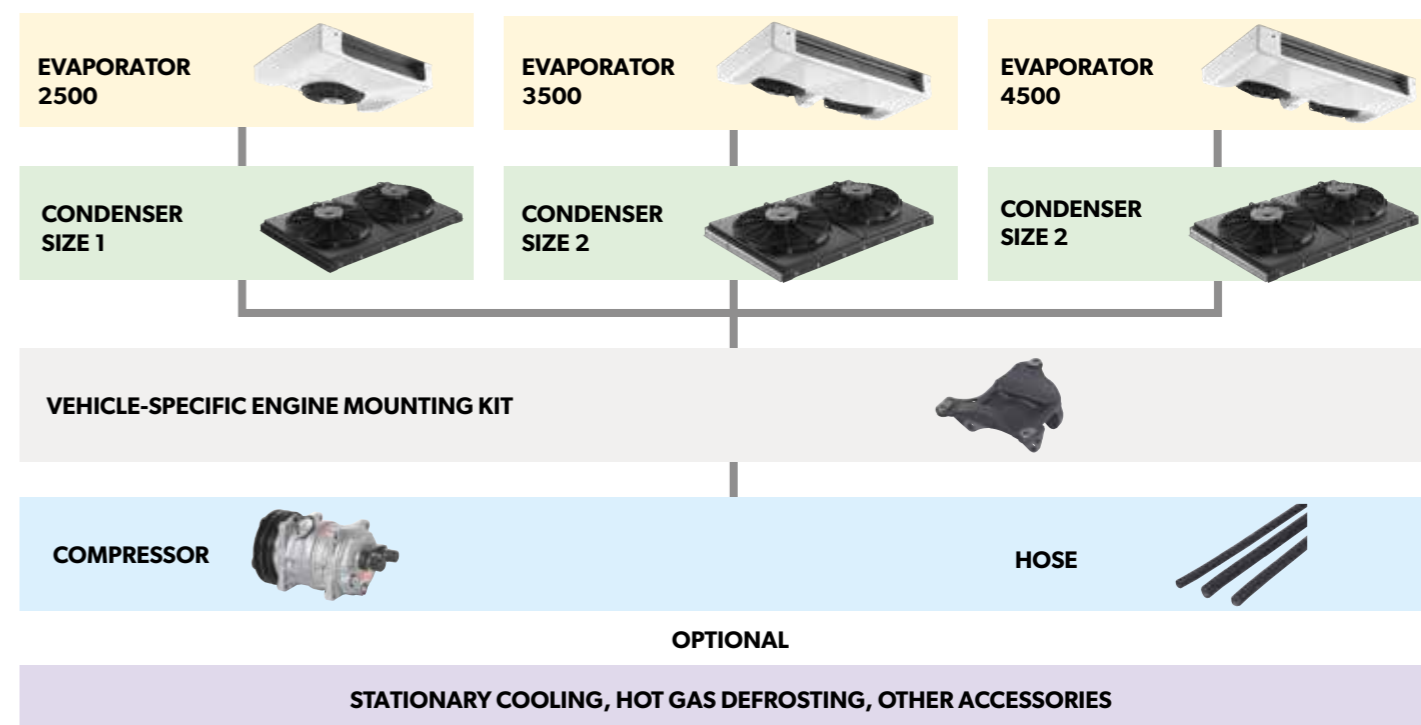 EVAPORATOR
2500
EVAPORATOR
3500
EVAPORATOR
4500
CONDENSER
SIZE 1
CONDENSER
SIZE 2
CONDENSER
SIZE 2
VEHICLE-SPECIFIC ENGINE MOUNTING KIT
COMPRESSOR
HOSE
OPTIONAL
STATIONARY COOLING, HOT GAS DEFROSTING, OTHER ACCESSORIES